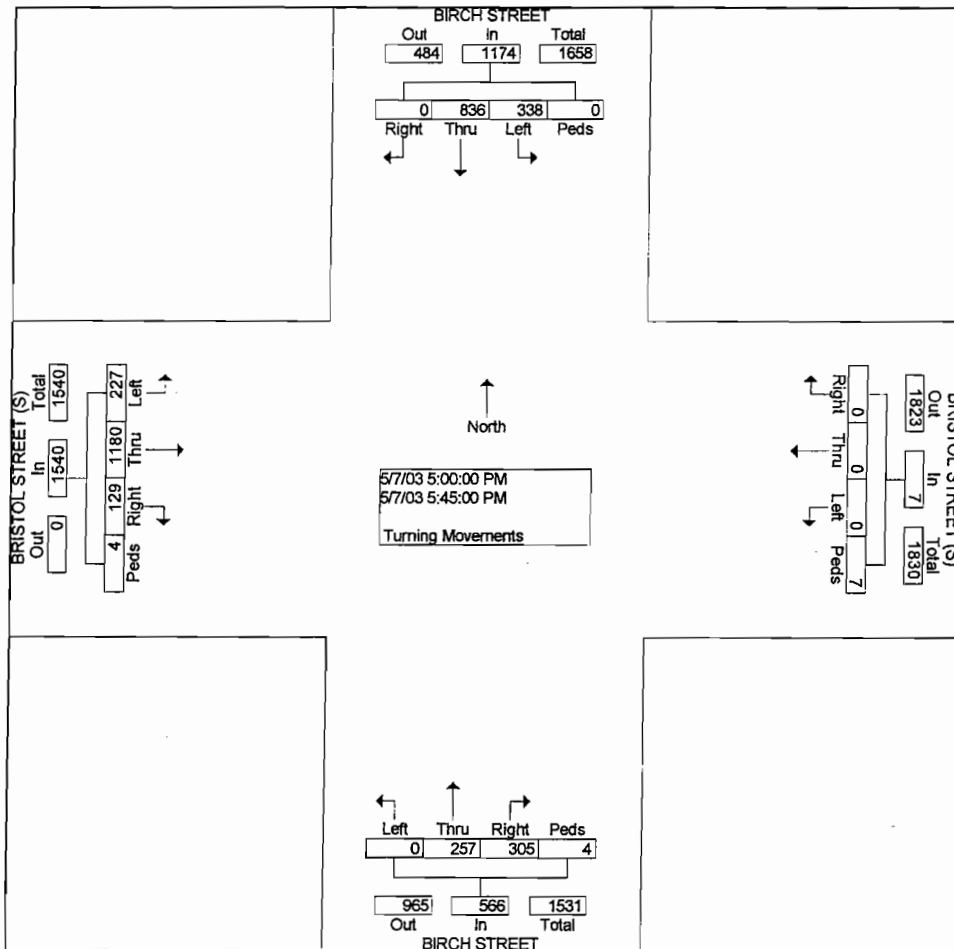 BIRCH STREET
Out In Total
484 1174 1658
0 836 338 0
Right Thru Left Peds
BRISTOL STREET (S)
Out In Total
0 1540 1540
4 129 1180 227
Peds Right Thru Left
North
5/7/03 5:00:00 PM
5/7/03 5:45:00 PM
Turning Movements
BRISTOL STREET (S)
Out In Total
1823 7 1830
0 0 0 7
Right Thru Left Peds
Left Thru Right Peds
0 257 305 4
965 566 1531
Out In Total
BIRCH STREET